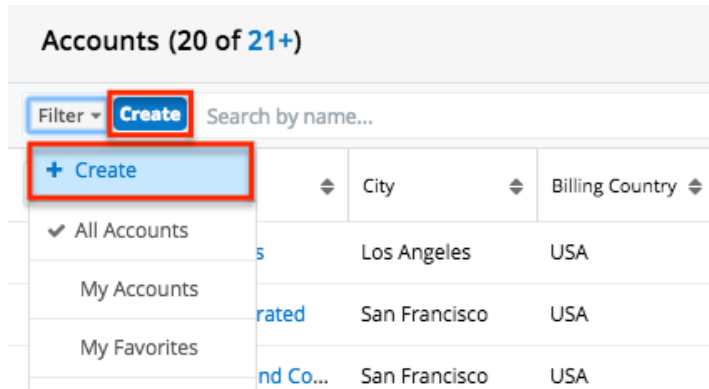 Accounts (20 of 21+)
Filter Create Search by name...
+ Create
City Billing Country
All Accounts
s Los Angeles USA
My Accounts
rated San Francisco USA
My Favorites
nd Co... San Francisco USA